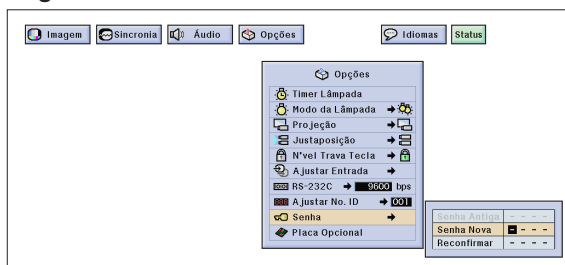 Imagem Sincronia Áudio Opções Idiomas Status
Opções
Timer Lâmpada
Modo da Lâmpada
Projeção
Justaposição
N'vel Trava Tecla
Ajustar Entrada
RS-232C 9600 bps
Ajustar No. ID 001
Senha
Placa Opcional
Senha Antiga - - - -
Senha Nova - - - -
Reconfirmar - - - -